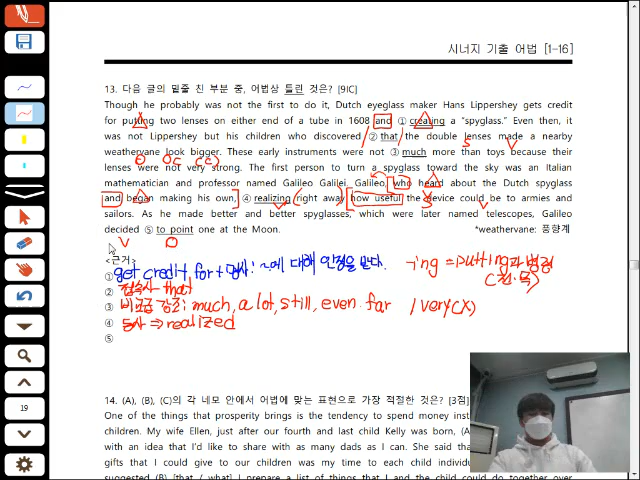 시너지 기출 어법 [1-16]
13. 다음 글의 밑줄 친 부분 중, 어법상 틀린 것은? [9IC]
Though he probably was not the first to do it, Dutch eyeglass maker Hans Lippershey gets credit
for putting two lenses on either end of a tube in 1608 and ① creating a "spyglass." Even then, it
was not Lippershey but his children who discovered ② that the double lenses made a nearby
weathervane look bigger. These early instruments were not ③ much more than toys because their
lenses were not very strong. The first person to turn a spyglass toward the sky was an Italian
mathematician and professor named Galileo Galilei. Galileo, who heard about the Dutch spyglass
and began making his own, ④ realizing right away how useful the device could be to armies and
sailors. As he made better and better spyglasses, which were later named telescopes, Galileo
decided ⑤ to point one at the Moon. *weathervane: 풍향계
<근거>
① get credit for + 명사: ~에 대해 인정을 받다. -ing = putting과 병렬
(전·목)
② 접속사 that
③ 비교급 강조: much, a lot, still, even far / very(X)
④ 동사 ⇒ realized
⑤
14. (A), (B), (C)의 각 네모 안에서 어법에 맞는 표현으로 가장 적절한 것은? [3점]
One of the things that prosperity brings is the tendency to spend money inst
children. My wife Ellen, just after our fourth and last child Kelly was born, (A
with an idea that I'd like to share with as many dads as I can. She said tha
gifts that I could give to our children was my time to each child individ
suggested (B) [that / what] I prepare a list of things that I and the child could do together over
19